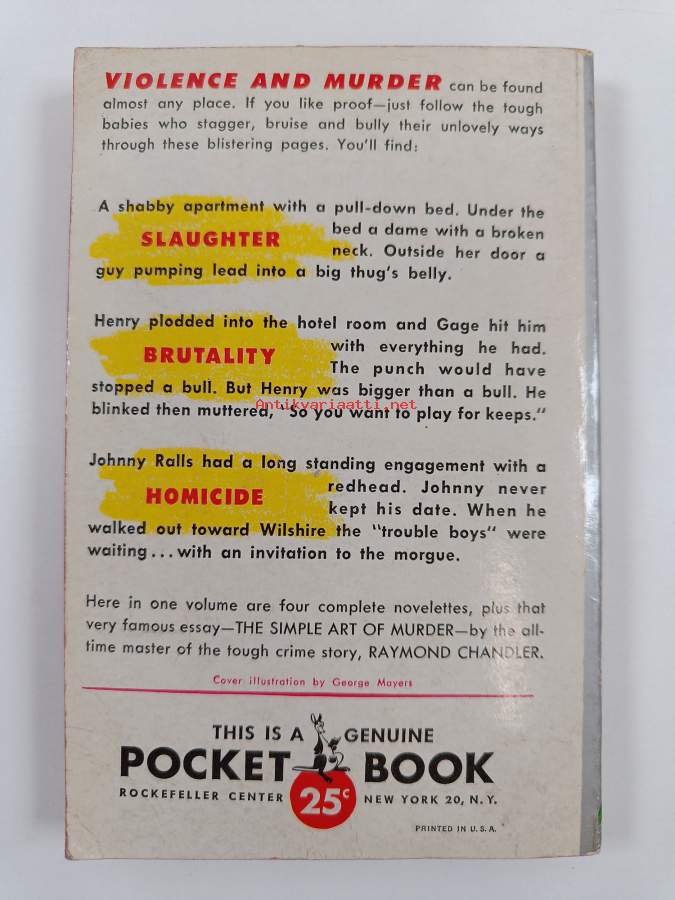 VIOLENCE AND MURDER can be found
almost any place. If you like proof—just follow the tough
babies who stagger, bruise and bully their unlovely ways
through these blistering pages. You'll find:
A shabby apartment with a pull-down bed. Under the
SLAUGHTER bed a dame with a broken
neck. Outside her door a
guy pumping lead into a big thug's belly.
Henry plodded into the hotel room and Gage hit him
BRUTALITY with everything he had.
The punch would have
stopped a bull. But Henry was bigger than a bull. He
blinked then muttered, "So you want to play for keeps."
Antikvariaatti.net
Johnny Ralls had a long standing engagement with a
HOMICIDE redhead. Johnny never
kept his date. When he
walked out toward Wilshire the "trouble boys" were
waiting...with an invitation to the morgue.
Here in one volume are four complete novelettes, plus that
very famous essay—THE SIMPLE ART OF MURDER—by the all-
time master of the tough crime story, RAYMOND CHANDLER.
Cover illustration by George Mayers
THIS IS A GENUINE
POCKET BOOK
ROCKEFELLER CENTER 25c NEW YORK 20, N. Y.
PRINTED IN U. S. A.